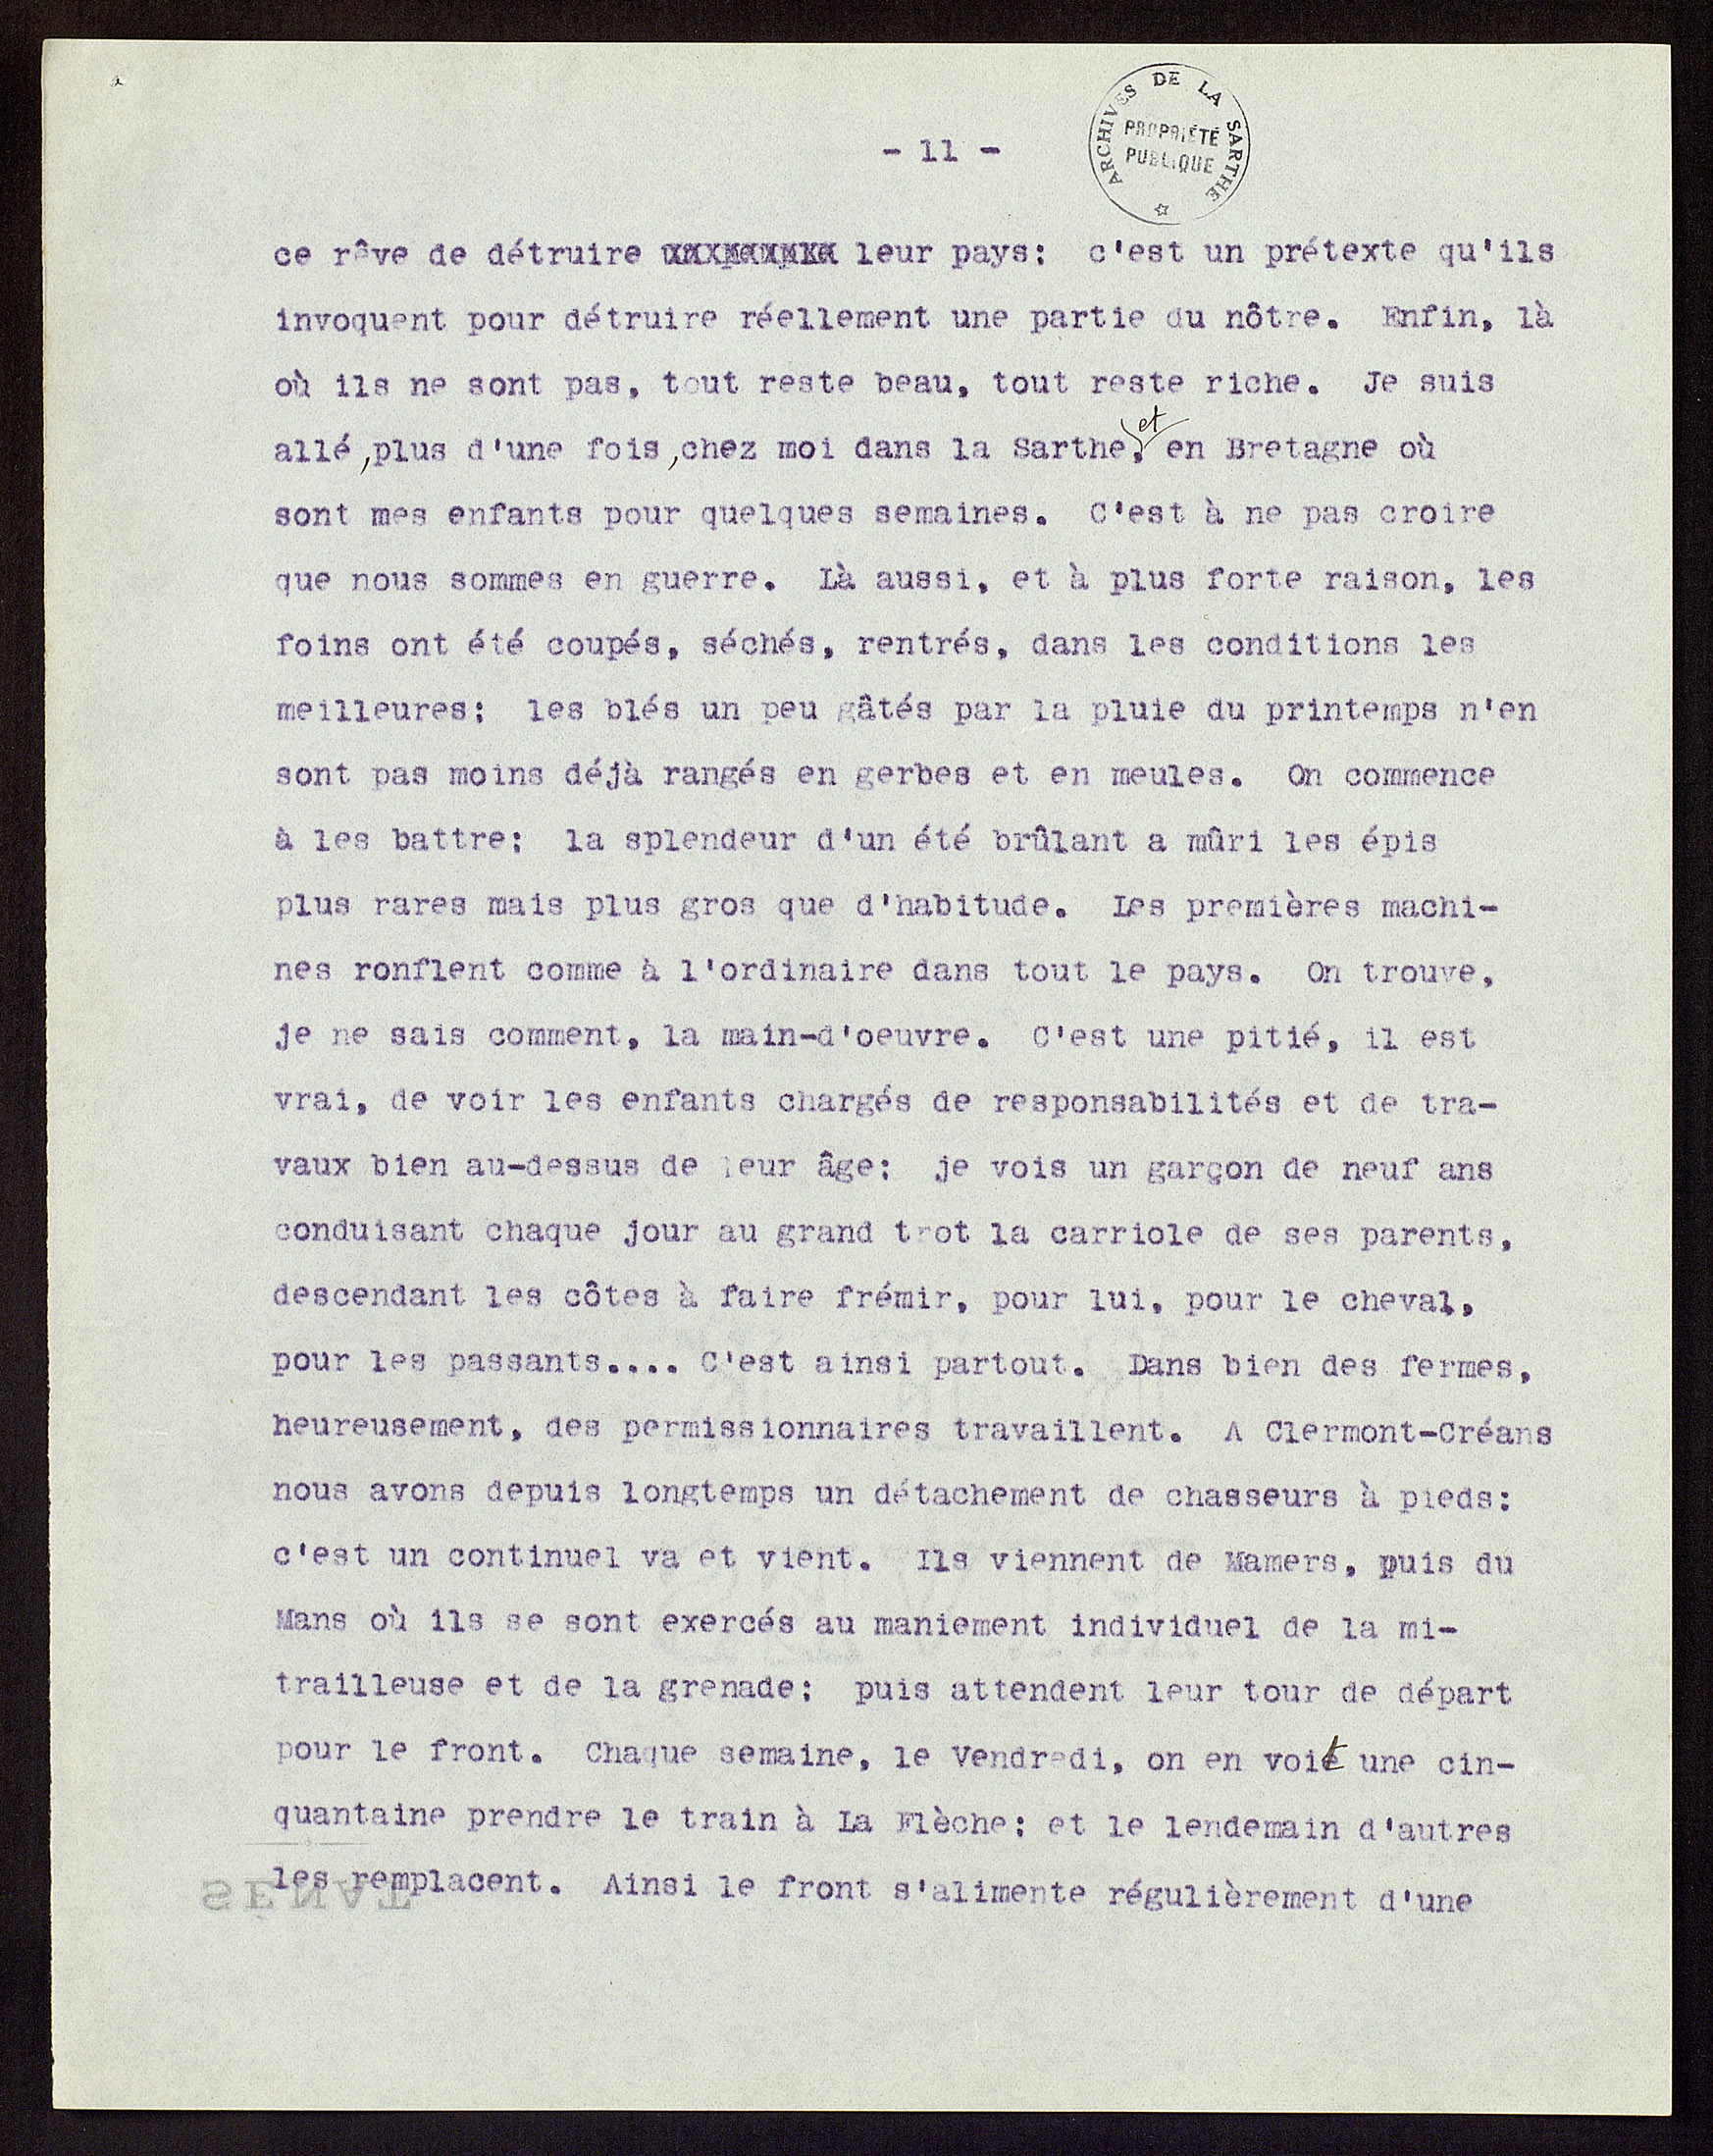 - 11 -
ARCHIVES DE LA SARTHE
PROPRIÉTÉ
PUBLIQUE
ce rêve de détruire leur pays: c'est un prétexte qu'ils
invoquent pour détruire réellement une partie du nôtre. Enfin, là
où ils ne sont pas, tout reste beau, tout reste riche. Je suis
allé, plus d'une fois, chez moi dans la Sarthe, et en Bretagne où
sont mes enfants pour quelques semaines. C'est à ne pas croire
que nous sommes en guerre. Là aussi, et à plus forte raison, les
foins ont été coupés, séchés, rentrés, dans les conditions les
meilleures: les blés un peu gâtés par la pluie du printemps n'en
sont pas moins déjà rangés en gerbes et en meules. On commence
à les battre; la splendeur d'un été brûlant a mûri les épis
plus rares mais plus gros que d'habitude. Les premières machi-
nes ronflent comme à l'ordinaire dans tout le pays. On trouve,
je ne sais comment, la main-d'oeuvre. C'est une pitié, il est
vrai, de voir les enfants chargés de responsabilités et de tra-
vaux bien au-dessus de leur âge: je vois un garçon de neuf ans
conduisant chaque jour au grand trot la carriole de ses parents,
descendant les côtes à faire frémir, pour lui, pour le cheval,
pour les passants.... C'est ainsi partout. Dans bien des fermes,
heureusement, des permissionnaires travaillent. A Clermont-Créans
nous avons depuis longtemps un détachement de chasseurs à pieds:
c'est un continuel va et vient. Ils viennent de Mamers, puis du
Mans où ils se sont exercés au maniement individuel de la mi-
trailleuse et de la grenade; puis attendent leur tour de départ
pour le front. Chaque semaine, le Vendredi, on en voit une cin-
quantaine prendre le train à La Flèche; et le lendemain d'autres
les remplacent. Ainsi le front s'alimente régulièrement d'une
SÉNAT